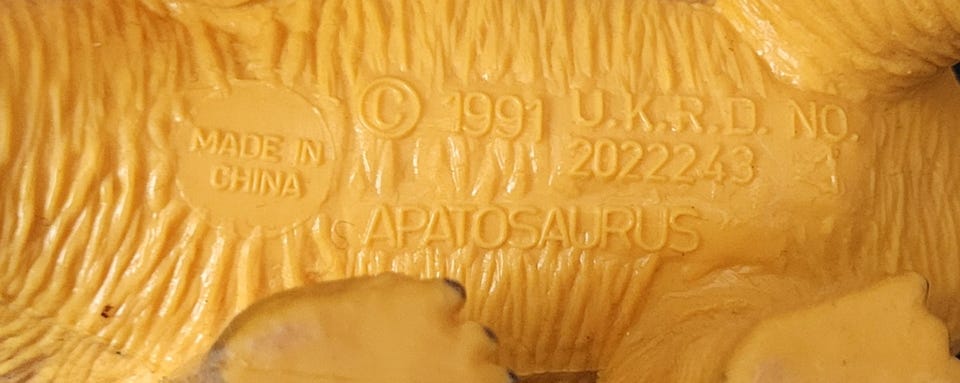 MADE IN
CHINA
© 1991 U.K.R.D. NO.
2022243
APATOSAURUS